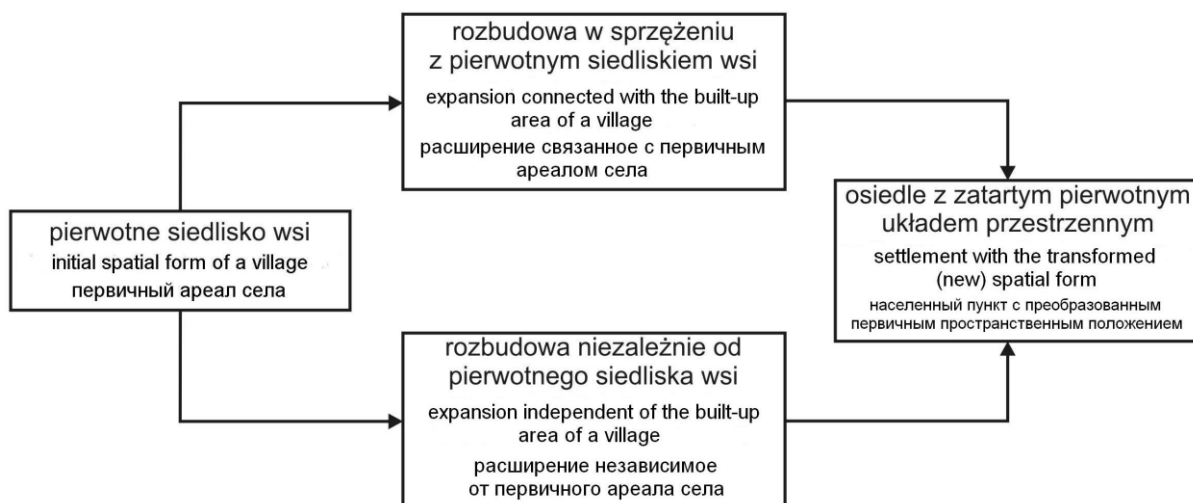 rozbudowa w sprzężeniu
z pierwotnym siedliskiem wsi
expansion connected with the built-up
area of a village
расширение связанное с первичным
ареалом села
pierwotne siedlisko wsi
initial spatial form of a village
первичный ареал села
osiedle z zatartym pierwotnym
układem przestrzennym
settlement with the transformed
(new) spatial form
населенный пункт с преобразованным
первичным пространственным положением
rozbudowa niezależnie od
pierwotnego siedliska wsi
expansion independent of the built-up
area of a village
расширение независимое
от первичного ареала села